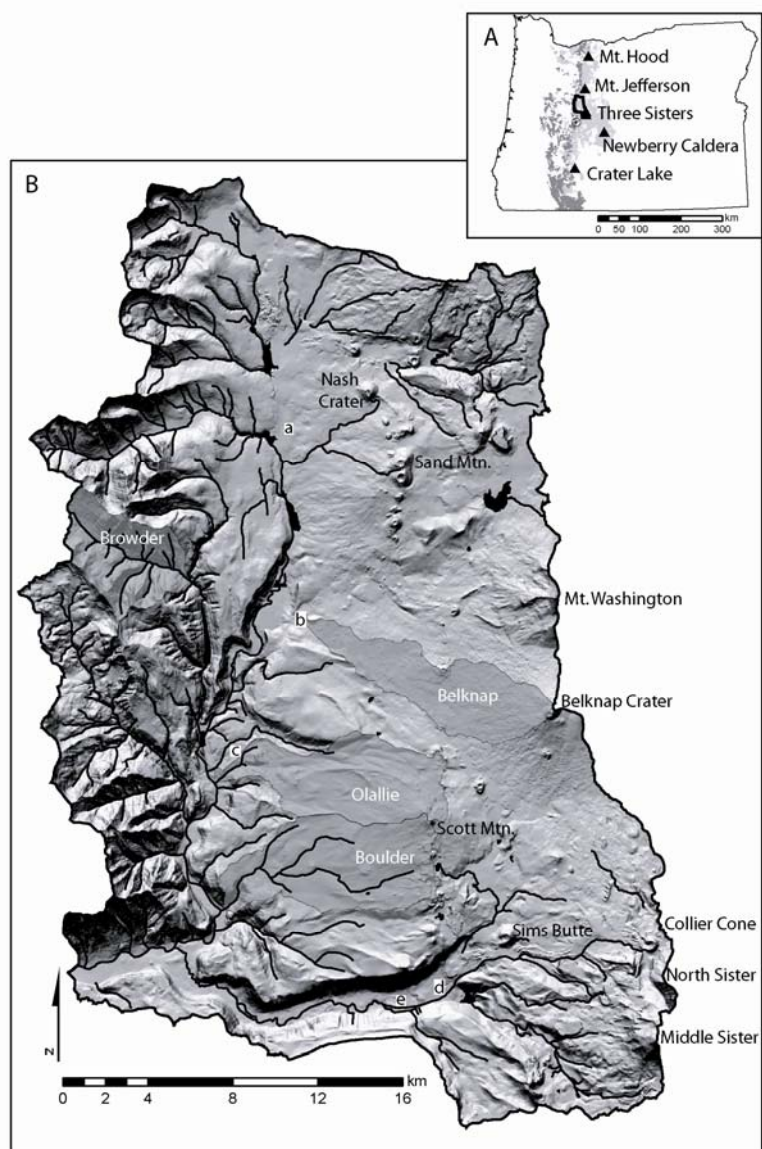 A
Mt. Hood
Mt. Jefferson
Three Sisters
Newberry Caldera
Crater Lake
km
0 50 100 200 300
B
Nash
Crater
a
Sand Mtn.
Browder
Mt. Washington
b
Belknap
Belknap Crater
c
Olallie
Scott Mtn.
Boulder
Collier Cone
Sims Butte
North Sister
d
e
Middle Sister
N
km
0 2 4 8 12 16